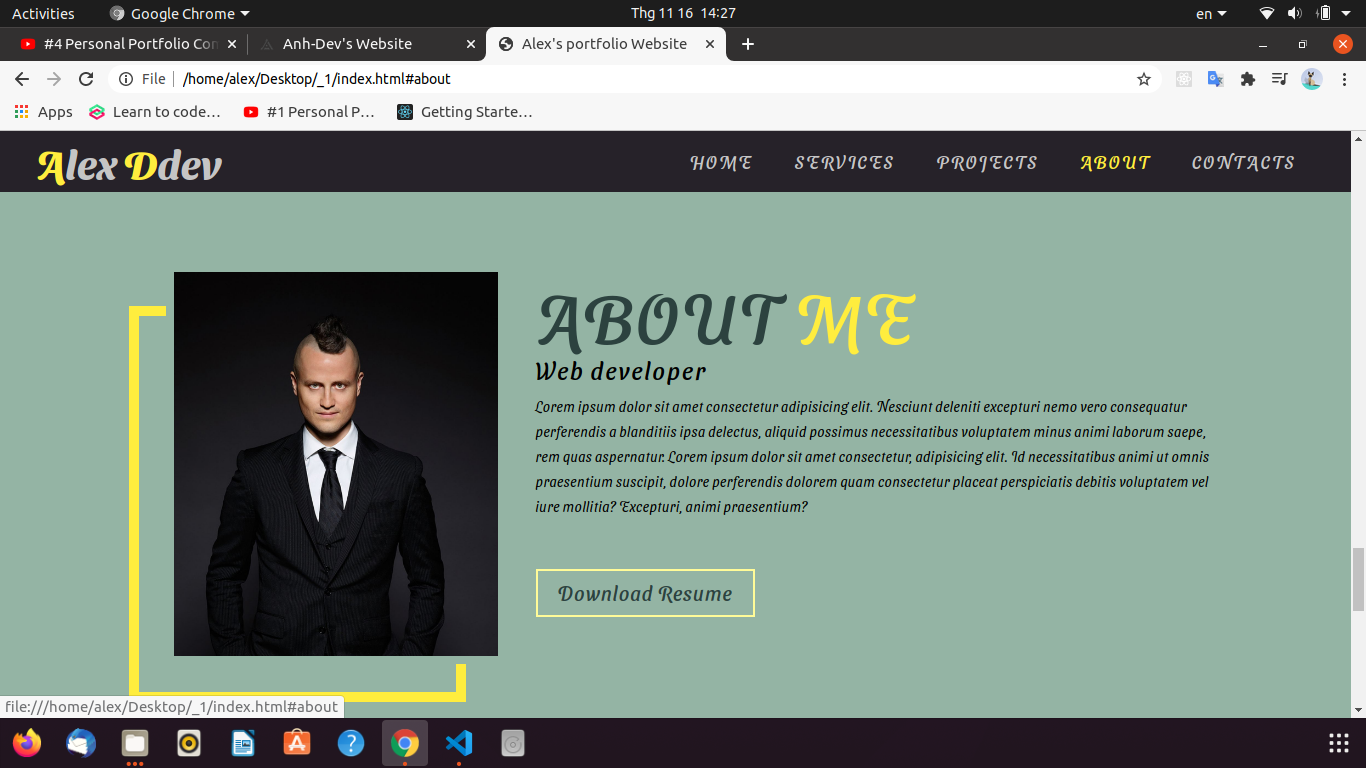 Activities
Google Chrome
Thg 11 16 14:27
en
#4 Personal Portfolio Con
Anh-Dev's Website
Alex's portfolio Website
File
/home/alex/Desktop/_1/index.html#about
Apps
Learn to code…
#1 Personal P…
Getting Starte…
Alex Ddev
HOME
SERVICES
PROJECTS
ABOUT
CONTACTS
ABOUT ME
Web developer
Lorem ipsum dolor sit amet consectetur adipisicing elit. Nesciunt deleniti excepturi nemo vero consequatur
perferendis a blanditiis ipsa delectus, aliquid possimus necessitatibus voluptatem minus animi laborum saepe,
rem quas aspernatur. Lorem ipsum dolor sit amet consectetur, adipisicing elit. Id necessitatibus animi ut omnis
praesentium suscipit, dolore perferendis dolorem quam consectetur placeat perspiciatis debitis voluptatem vel
iure mollitia? Excepturi, animi praesentium?
Download Resume
file:///home/alex/Desktop/_1/index.html#about